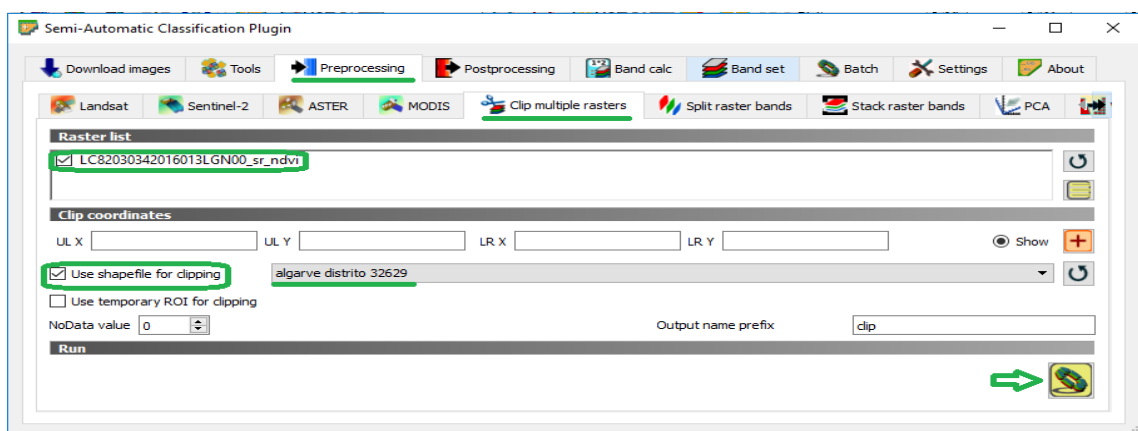 Semi-Automatic Classification Plugin
Download images Tools Preprocessing Postprocessing Band calc Band set Batch Settings About
Landsat Sentinel-2 ASTER MODIS Clip multiple rasters Split raster bands Stack raster bands PCA
Raster list
LC82030342016013LGN00_sr_ndvi
Clip coordinates
UL X UL Y LR X LR Y Show
Use shapefile for clipping algarve distrito 32629
Use temporary ROI for clipping
NoData value 0 Output name prefix clip
Run